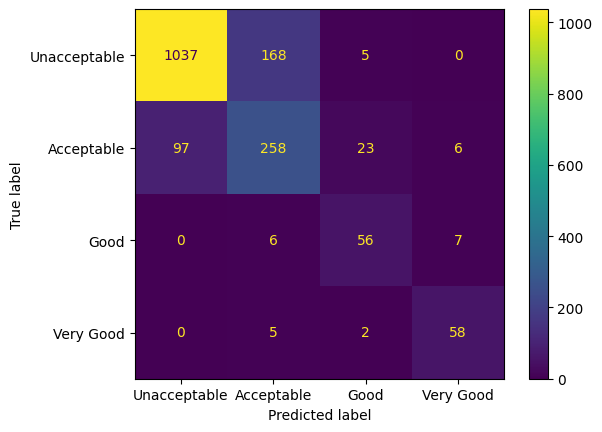 Unacceptable 1037 168 5 0
Acceptable 97 258 23 6
Good 0 6 56 7
Very Good 0 5 2 58
Unacceptable Acceptable Good Very Good
Predicted label
True label
1000
800
600
400
200
0